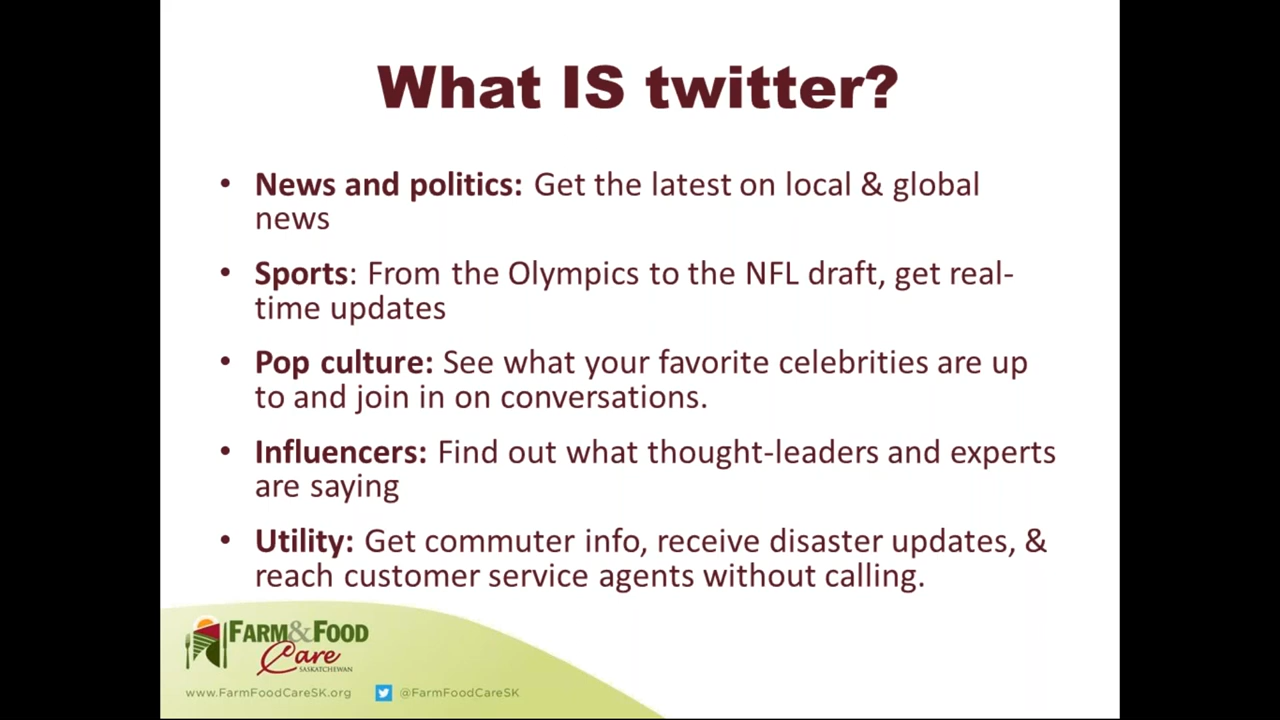 What IS twitter?
• News and politics: Get the latest on local & global
news
• Sports: From the Olympics to the NFL draft, get real-
time updates
• Pop culture: See what your favorite celebrities are up
to and join in on conversations.
• Influencers: Find out what thought-leaders and experts
are saying
• Utility: Get commuter info, receive disaster updates, &
reach customer service agents without calling.
FARM&FOOD
Care
SASKATCHEWAN
www.FarmFoodCareSK.org @FarmFoodCareSK